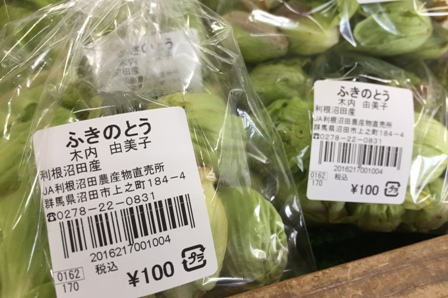 ふきのとう
木内 由美子
利根沼田産
JA利根沼田農産物直売所
群馬県沼田市上之町184-4
☎0278-22-0831
2016217001004
0162
170
税込
¥100
ふきのとう
木内 由美子
利根沼田産
JA利根沼田農産物直売所
群馬県沼田市上之町184-4
☎0278-22-0831
2016217001004
0162
170
税込
¥100